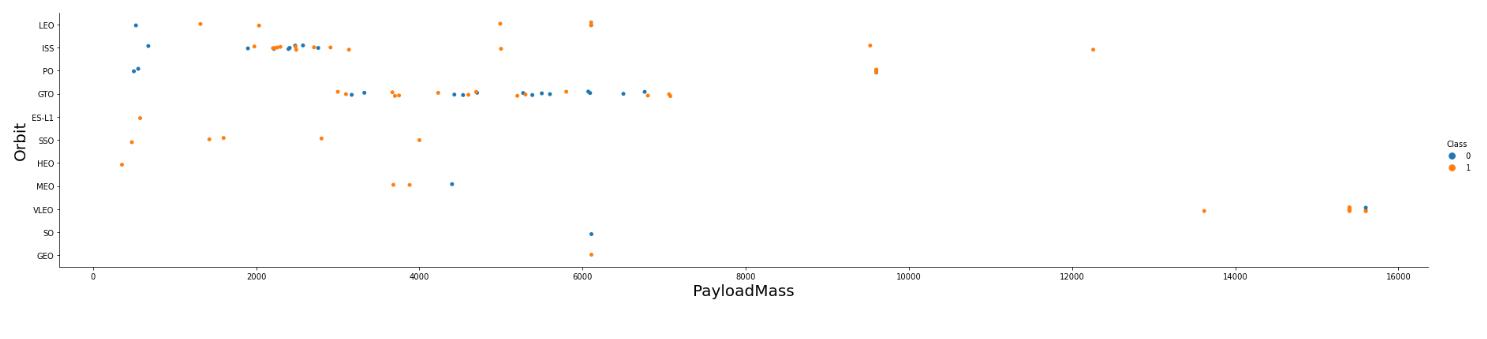 LEO
ISS
PO
GTO
ES-L1
SSO
HEO
MEO
VLEO
SO
GEO
Orbit
0 2000 4000 6000 8000 10000 12000 14000 16000
PayloadMass
Class
0
1